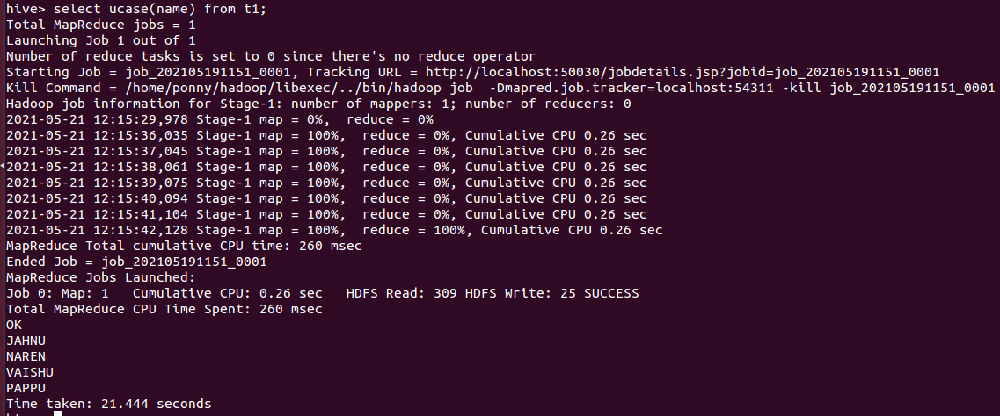 hive> select ucase(name) from t1;
Total MapReduce jobs = 1
Launching Job 1 out of 1
Number of reduce tasks is set to 0 since there's no reduce operator
Starting Job = job_202105191151_0001, Tracking URL = http://localhost:50030/jobdetails.jsp?jobid=job_202105191151_0001
Kill Command = /home/ponny/hadoop/libexec/../bin/hadoop job  -Dmapred.job.tracker=localhost:54311 -kill job_202105191151_0001
Hadoop job information for Stage-1: number of mappers: 1; number of reducers: 0
2021-05-21 12:15:29,978 Stage-1 map = 0%,  reduce = 0%
2021-05-21 12:15:36,035 Stage-1 map = 100%,  reduce = 0%, Cumulative CPU 0.26 sec
2021-05-21 12:15:37,045 Stage-1 map = 100%,  reduce = 0%, Cumulative CPU 0.26 sec
2021-05-21 12:15:38,061 Stage-1 map = 100%,  reduce = 0%, Cumulative CPU 0.26 sec
2021-05-21 12:15:39,075 Stage-1 map = 100%,  reduce = 0%, Cumulative CPU 0.26 sec
2021-05-21 12:15:40,094 Stage-1 map = 100%,  reduce = 0%, Cumulative CPU 0.26 sec
2021-05-21 12:15:41,104 Stage-1 map = 100%,  reduce = 0%, Cumulative CPU 0.26 sec
2021-05-21 12:15:42,128 Stage-1 map = 100%,  reduce = 100%, Cumulative CPU 0.26 sec
MapReduce Total cumulative CPU time: 260 msec
Ended Job = job_202105191151_0001
MapReduce Jobs Launched:
Job 0: Map: 1   Cumulative CPU: 0.26 sec   HDFS Read: 309 HDFS Write: 25 SUCCESS
Total MapReduce CPU Time Spent: 260 msec
OK
JAHNU
NAREN
VAISHU
PAPPU
Time taken: 21.444 seconds